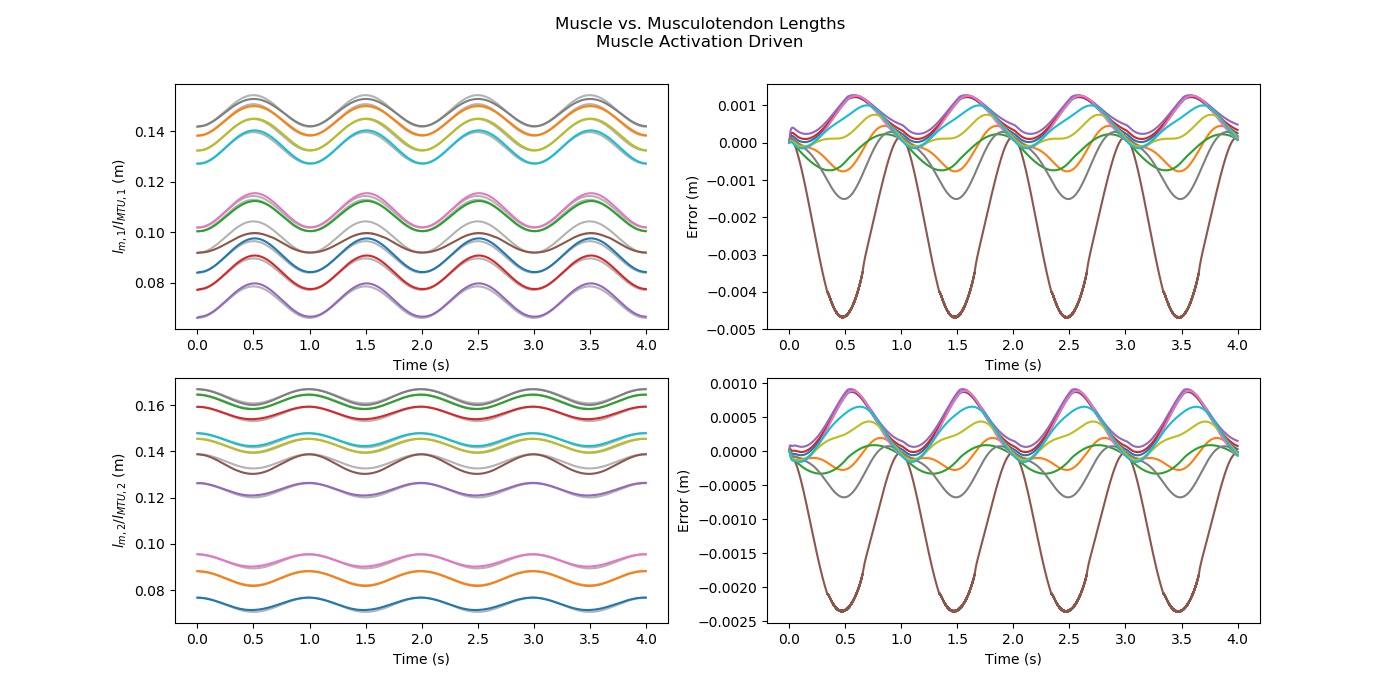 Muscle vs. Musculotendon Lengths
Muscle Activation Driven
0.14
0.12
0.10
0.08
l_{m,1}/l_{MTU,1} (m)
0.0 0.5 1.0 1.5 2.0 2.5 3.0 3.5 4.0
Time (s)
0.001
0.000
−0.001
−0.002
−0.003
−0.004
−0.005
Error (m)
0.0 0.5 1.0 1.5 2.0 2.5 3.0 3.5 4.0
Time (s)
0.16
0.14
0.12
0.10
0.08
l_{m,2}/l_{MTU,2} (m)
0.0 0.5 1.0 1.5 2.0 2.5 3.0 3.5 4.0
Time (s)
0.0010
0.0005
0.0000
−0.0005
−0.0010
−0.0015
−0.0020
−0.0025
Error (m)
0.0 0.5 1.0 1.5 2.0 2.5 3.0 3.5 4.0
Time (s)